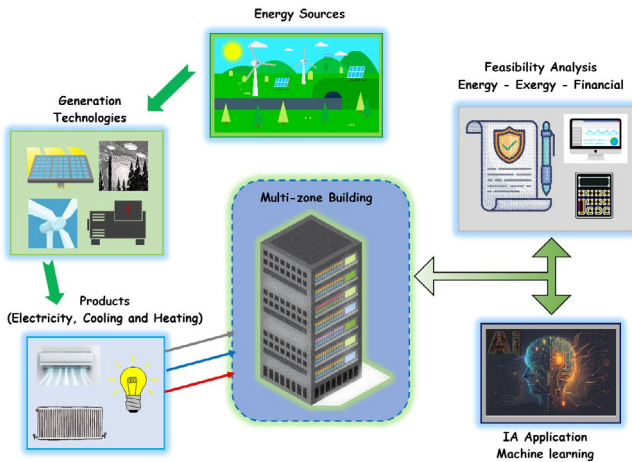 Energy Sources
Generation
Technologies
Products
(Electricity, Cooling and Heating)
Multi-zone Building
Feasibility Analysis
Energy - Exergy - Financial
AI
IA Application
Machine learning